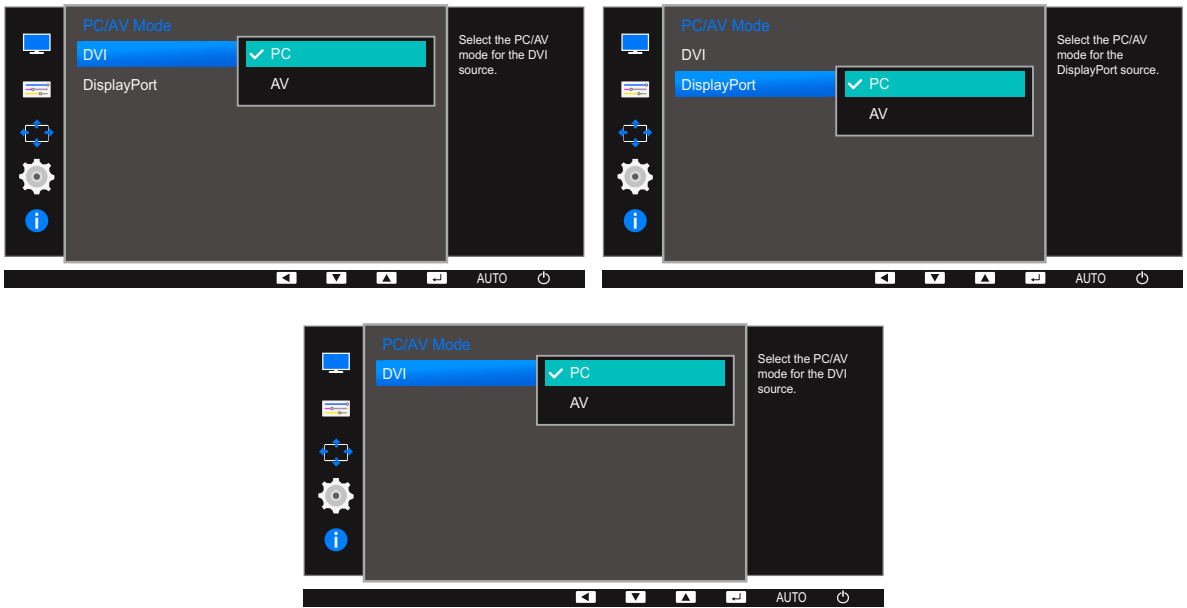 PC/AV Mode
DVI
PC
DisplayPort
AV
Select the PC/AV
mode for the DVI
source.
AUTO
PC/AV Mode
DVI
DisplayPort
PC
AV
Select the PC/AV
mode for the
DisplayPort source.
AUTO
PC/AV Mode
DVI
PC
AV
Select the PC/AV
mode for the DVI
source.
AUTO